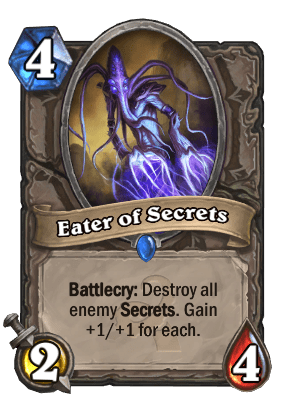 4
Eater of Secrets
Battlecry: Destroy all
enemy Secrets. Gain
+1/+1 for each.
2
4